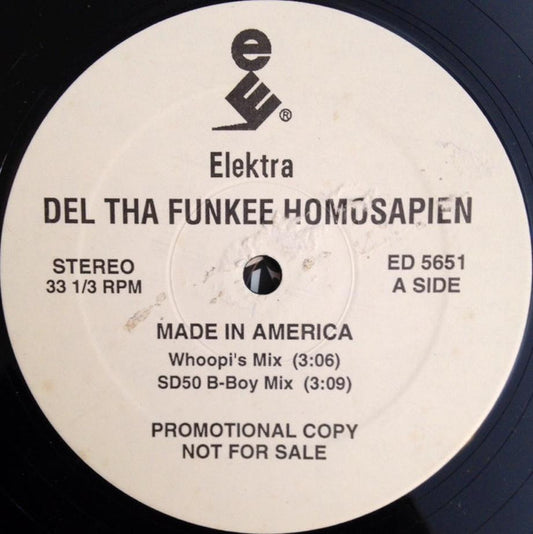 e
®
Elektra
DEL THA FUNKEE HOMOSAPIEN
STEREO
33 1/3 RPM
ED 5651
A SIDE
MADE IN AMERICA
Whoopi's Mix (3:06)
SD50 B-Boy Mix (3:09)
PROMOTIONAL COPY
NOT FOR SALE